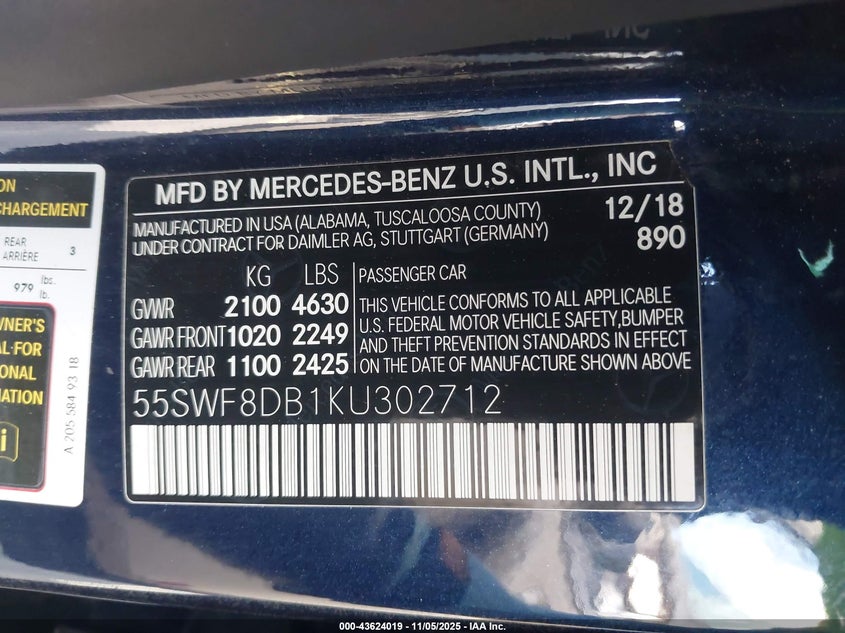 ON
CHARGEMENT
REAR
ARRIÈRE
3
979 lbs.
lb.
WNER'S
AL·FOR
IONAL
MATION
i
A 205 584 93 18
MFD BY MERCEDES-BENZ U.S. INTL., INC
MANUFACTURED IN USA (ALABAMA, TUSCALOOSA COUNTY) 12/18
UNDER CONTRACT FOR DAIMLER AG, STUTTGART (GERMANY) 890
KG LBS
GVWR 2100 4630
GAWR FRONT 1020 2249
GAWR REAR 1100 2425
PASSENGER CAR
THIS VEHICLE CONFORMS TO ALL APPLICABLE
U.S. FEDERAL MOTOR VEHICLE SAFETY,BUMPER
AND THEFT PREVENTION STANDARDS IN EFFECT
ON THE DATE OF MANUFACTURE SHOWN ABOVE
55SWF8DB1KU302712
000-43624019 — 11/05/2025 — IAA Inc.